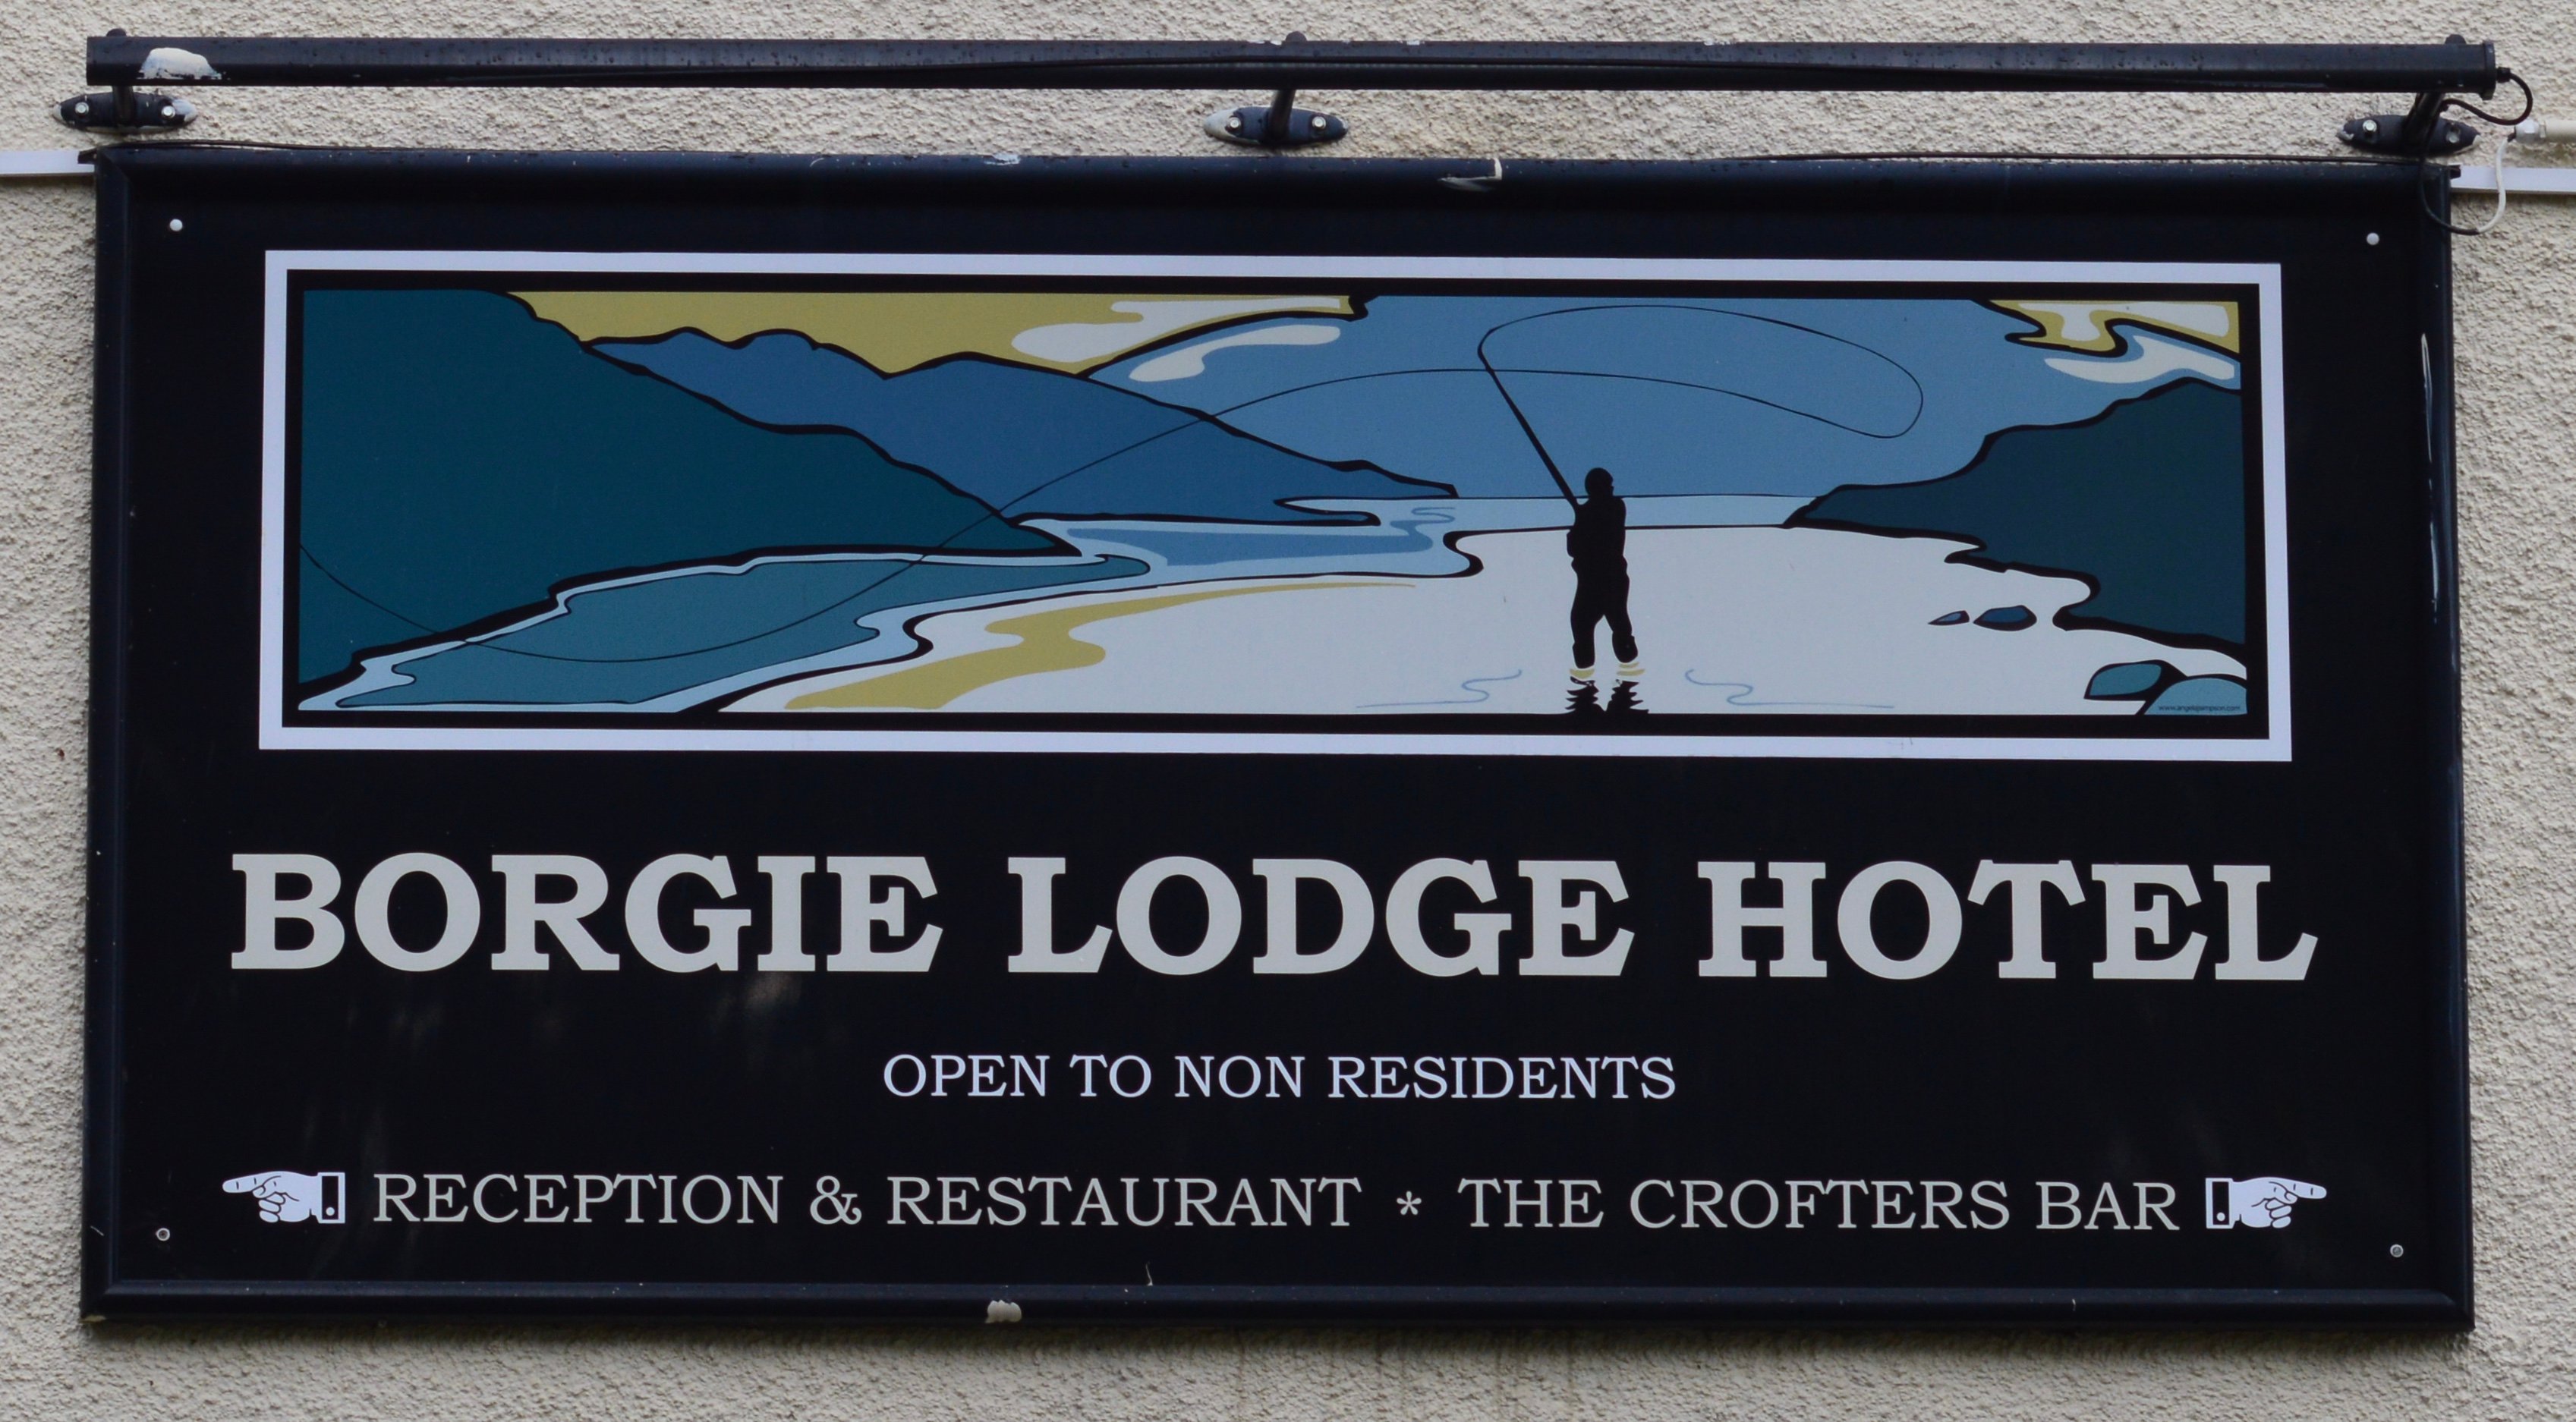 BORGIE LODGE HOTEL
OPEN TO NON RESIDENTS
RECEPTION & RESTAURANT * THE CROFTERS BAR